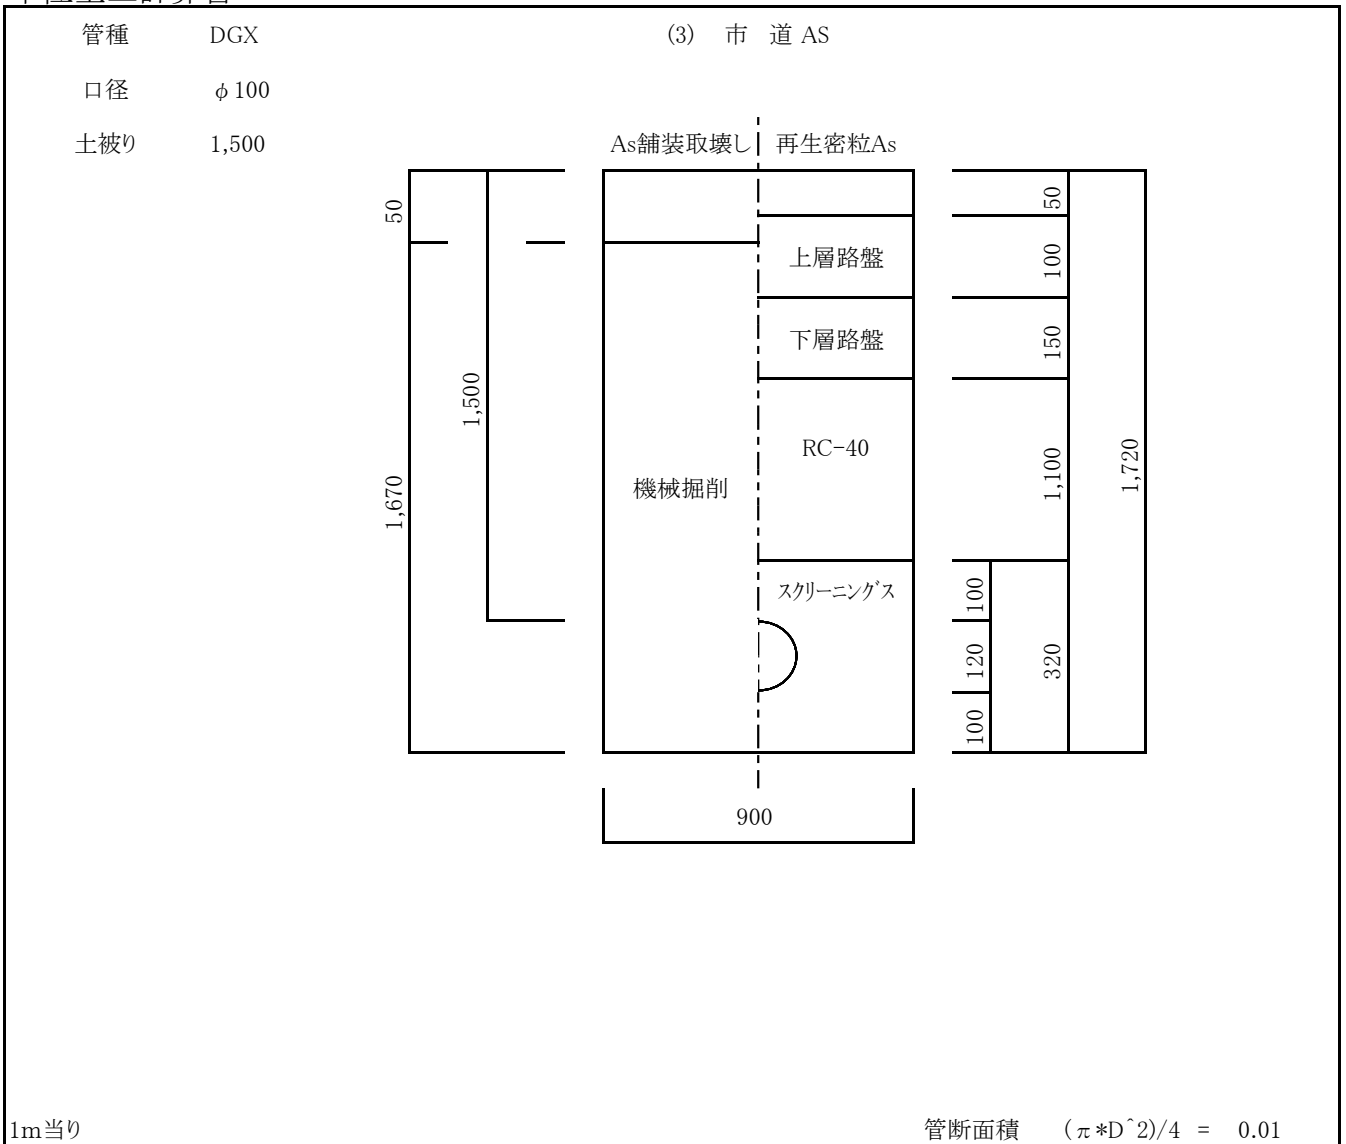 管種 DGX (3) 市 道 AS
口径 φ100
土被り 1,500 As舗装取壊し 再生密粒As
50 50
上層路盤 100
下層路盤 150
1,500
RC-40 1,100 1,720
1,670 機械掘削
スクリーニングス 100
120 320
100
900
1m当り 管断面積 (π*D^2)/4 = 0.01